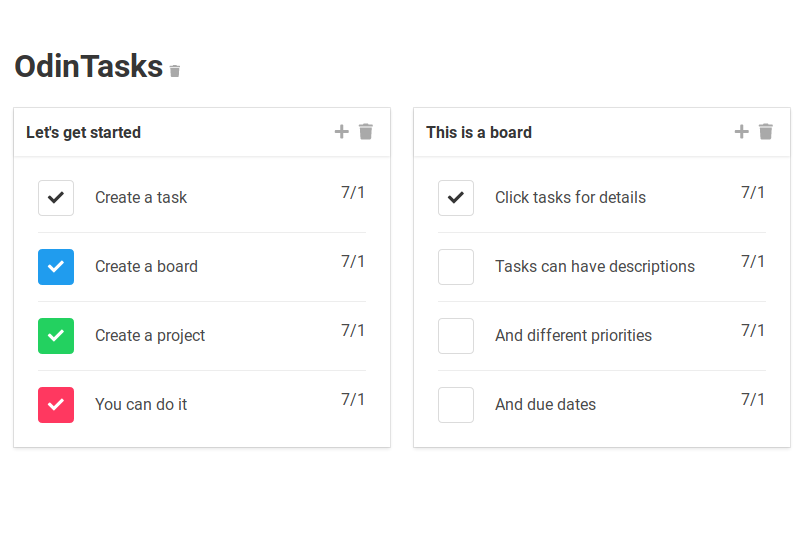 OdinTasks
Let's get started
Create a task 7/1
Create a board 7/1
Create a project 7/1
You can do it 7/1
This is a board
Click tasks for details 7/1
Tasks can have descriptions 7/1
And different priorities 7/1
And due dates 7/1